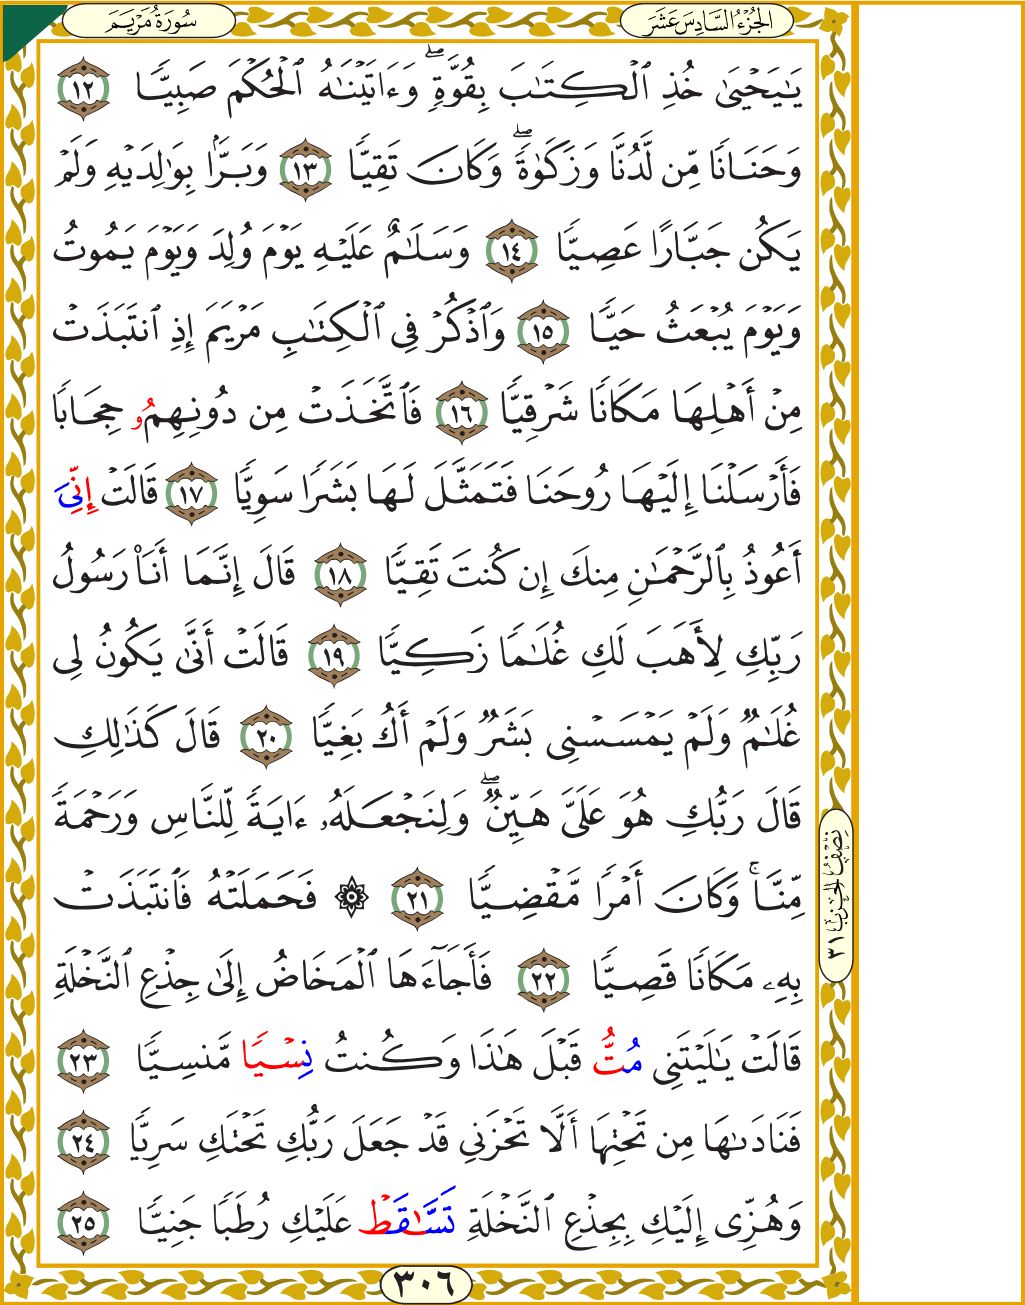 الجُزْءُ السَّادِسَ عَشَرَ
سُورَةُ مَرْيَمَ
يَٰيَحْيَىٰ خُذِ ٱلْكِتَٰبَ بِقُوَّةٍۖ وَءَاتَيْنَٰهُ ٱلْحُكْمَ صَبِيًّا ١٢
وَحَنَانًا مِّن لَّدُنَّا وَزَكَوٰةًۖ وَكَانَ تَقِيًّا ١٣ وَبَرًّۢا بِوَٰلِدَيْهِ وَلَمْ
يَكُن جَبَّارًا عَصِيًّا ١٤ وَسَلَٰمٌ عَلَيْهِ يَوْمَ وُلِدَ وَيَوْمَ يَمُوتُ
وَيَوْمَ يُبْعَثُ حَيًّا ١٥ وَٱذْكُرْ فِى ٱلْكِتَٰبِ مَرْيَمَ إِذِ ٱنتَبَذَتْ
مِنْ أَهْلِهَا مَكَانًا شَرْقِيًّا ١٦ فَٱتَّخَذَتْ مِن دُونِهِمُۥ حِجَابًا
فَأَرْسَلْنَا إِلَيْهَا رُوحَنَا فَتَمَثَّلَ لَهَا بَشَرًا سَوِيًّا ١٧ قَالَتْ إِنِّىَ
أَعُوذُ بِٱلرَّحْمَٰنِ مِنكَ إِن كُنتَ تَقِيًّا ١٨ قَالَ إِنَّمَا أَنَا۠ رَسُولُ
رَبِّكِ لِأَهَبَ لَكِ غُلَٰمًا زَكِيًّا ١٩ قَالَتْ أَنَّىٰ يَكُونُ لِى
غُلَٰمٌ وَلَمْ يَمْسَسْنِى بَشَرٌ وَلَمْ أَكُ بَغِيًّا ٢٠ قَالَ كَذَٰلِكِ
قَالَ رَبُّكِ هُوَ عَلَىَّ هَيِّنٌۖ وَلِنَجْعَلَهُۥ ءَايَةً لِّلنَّاسِ وَرَحْمَةً
مِّنَّاۚ وَكَانَ أَمْرًا مَّقْضِيًّا ٢١ ۞ فَحَمَلَتْهُ فَٱنتَبَذَتْ
بِهِۦ مَكَانًا قَصِيًّا ٢٢ فَأَجَآءَهَا ٱلْمَخَاضُ إِلَىٰ جِذْعِ ٱلنَّخْلَةِ
قَالَتْ يَٰلَيْتَنِى مُتُّ قَبْلَ هَٰذَا وَكُنتُ نِسْيًا مَّنسِيًّا ٢٣
فَنَادَىٰهَا مِن تَحْتِهَا أَلَّا تَحْزَنِى قَدْ جَعَلَ رَبُّكِ تَحْتَكِ سَرِيًّا ٢٤
وَهُزِّى إِلَيْكِ بِجِذْعِ ٱلنَّخْلَةِ تَسَّٰقَطْ عَلَيْكِ رُطَبًا جَنِيًّا ٢٥
نِصْفُ الحِزْبِ ٣١
٣٠٦